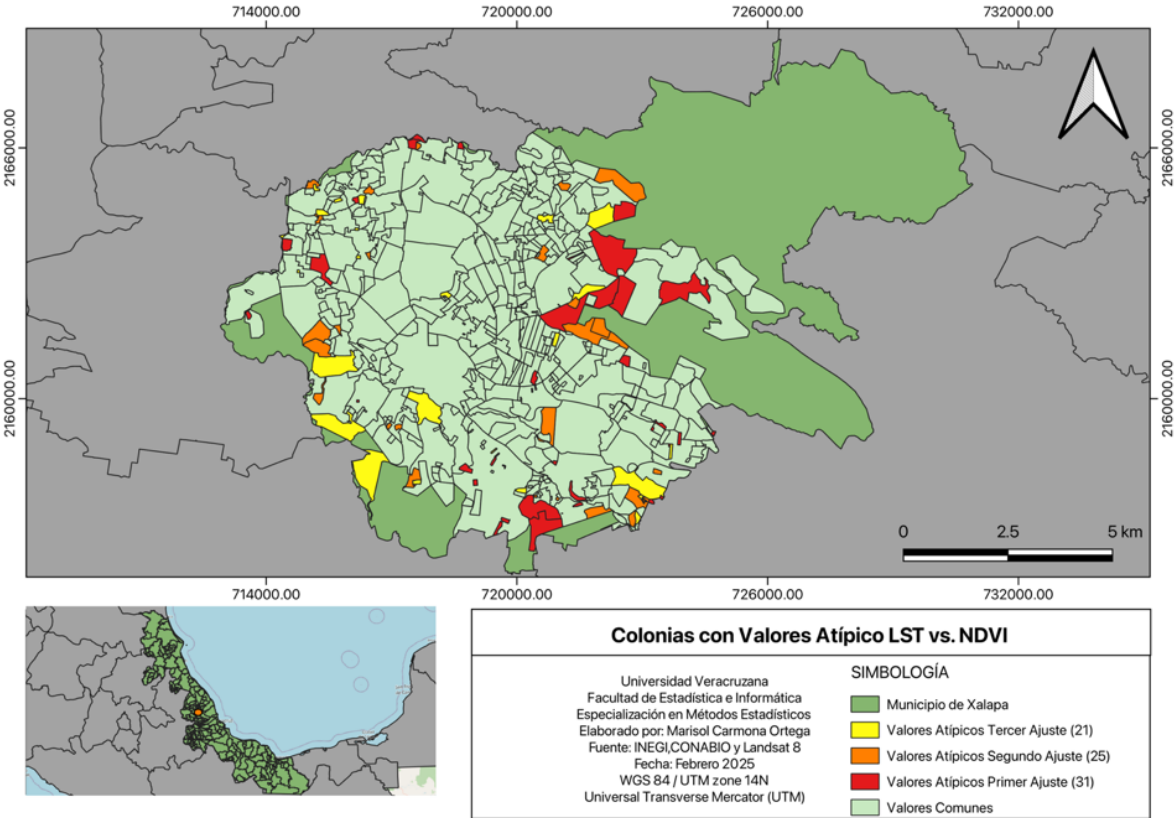 714000.00 720000.00 726000.00 732000.00
2166000.00 2166000.00
2160000.00 2160000.00
0 2.5 5 km
714000.00 720000.00 726000.00 732000.00
Colonias con Valores Atípico LST vs. NDVI
Universidad Veracruzana
Facultad de Estadística e Informática
Especialización en Métodos Estadísticos
Elaborado por: Marisol Carmona Ortega
Fuente: INEGI,CONABIO y Landsat 8
Fecha: Febrero 2025
WGS 84 / UTM zone 14N
Universal Transverse Mercator (UTM)
SIMBOLOGÍA
Municipio de Xalapa
Valores Atípicos Tercer Ajuste (21)
Valores Atípicos Segundo Ajuste (25)
Valores Atípicos Primer Ajuste (31)
Valores Comunes